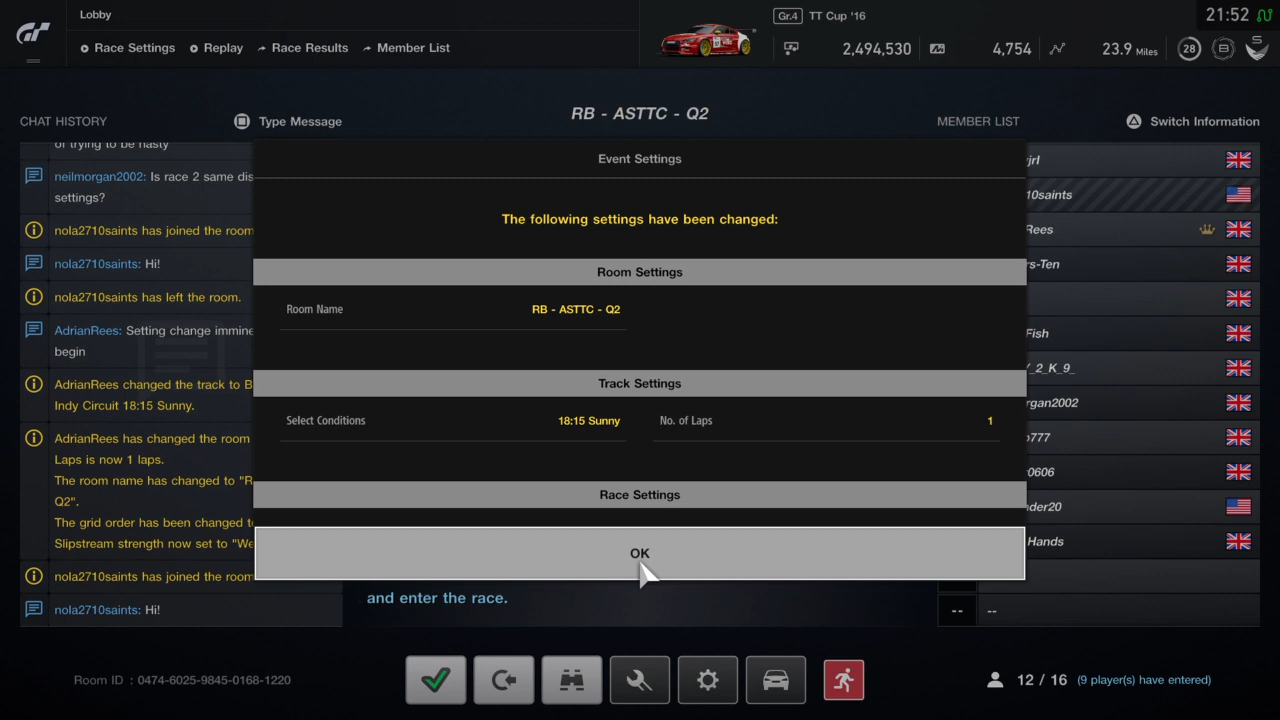 Lobby
Race Settings
Replay
Race Results
Member List
Gr.4 TT Cup '16
2,494,530
4,754
23.9 Miles
28
B
S
21:52
CHAT HISTORY
Type Message
RB - ASTTC - Q2
MEMBER LIST
Switch Information
of trying to be nasty
neilmorgan2002: Is race 2 same dis
settings?
nola2710saints has joined the room
nola2710saints: Hi!
nola2710saints has left the room.
AdrianRees: Setting change immine
begin
AdrianRees changed the track to B
Indy Circuit 18:15 Sunny.
AdrianRees has changed the room
Laps is now 1 laps.
The room name has changed to "R
Q2".
The grid order has been changed t
Slipstream strength now set to "We
nola2710saints has joined the room
nola2710saints: Hi!
Event Settings
The following settings have been changed:
Room Settings
Room Name RB - ASTTC - Q2
Track Settings
Select Conditions 18:15 Sunny
No. of Laps 1
Race Settings
OK
and enter the race.
jrl
10saints
Rees
s-Ten
Fish
_2_K_9_
gan2002
777
0606
der20
Hands
-- --
Room ID : 0474-6025-9845-0168-1220
12 / 16 (9 player(s) have entered)